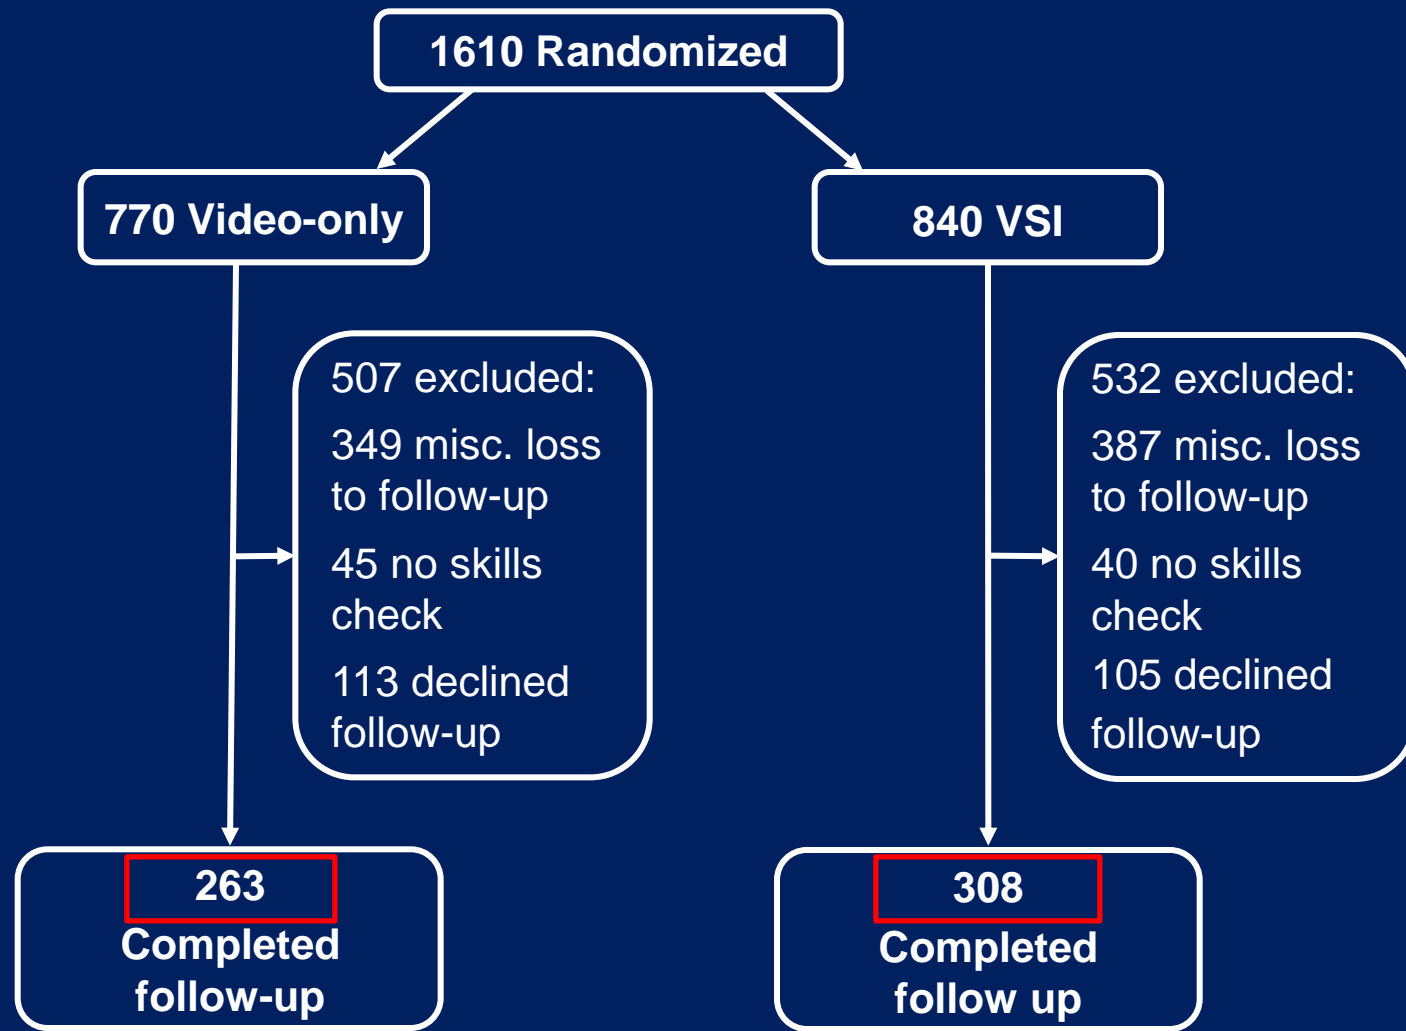 1610 Randomized
770 Video-only
840 VSI
507 excluded:
349 misc. loss
to follow-up
45 no skills
check
113 declined
follow-up
532 excluded:
387 misc. loss
to follow-up
40 no skills
check
105 declined
follow-up
263
Completed
follow-up
308
Completed
follow up